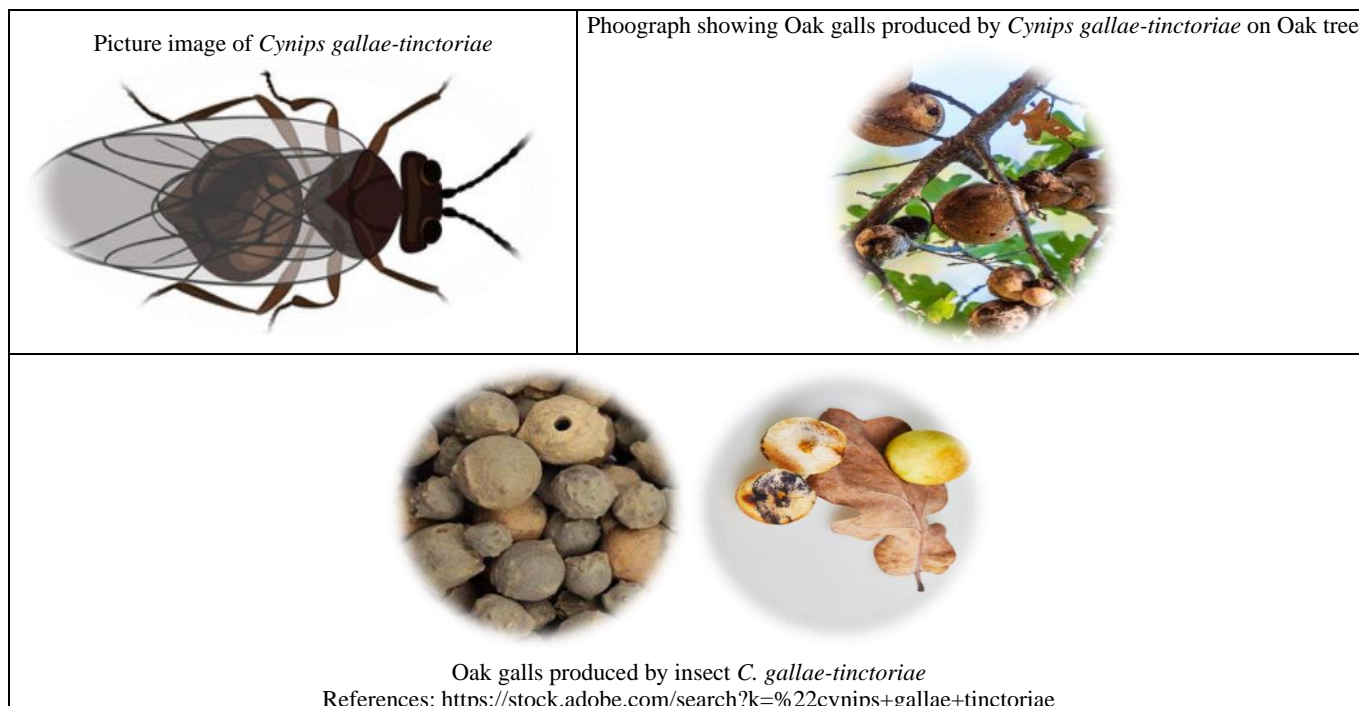 Picture image of Cynips gallae-tinctoriae
Phoograph showing Oak galls produced by Cynips gallae-tinctoriae on Oak tree
Oak galls produced by insect C. gallae-tinctoriae
References: https://stock.adobe.com/search?k=%22cynips+gallae+tinctoriae